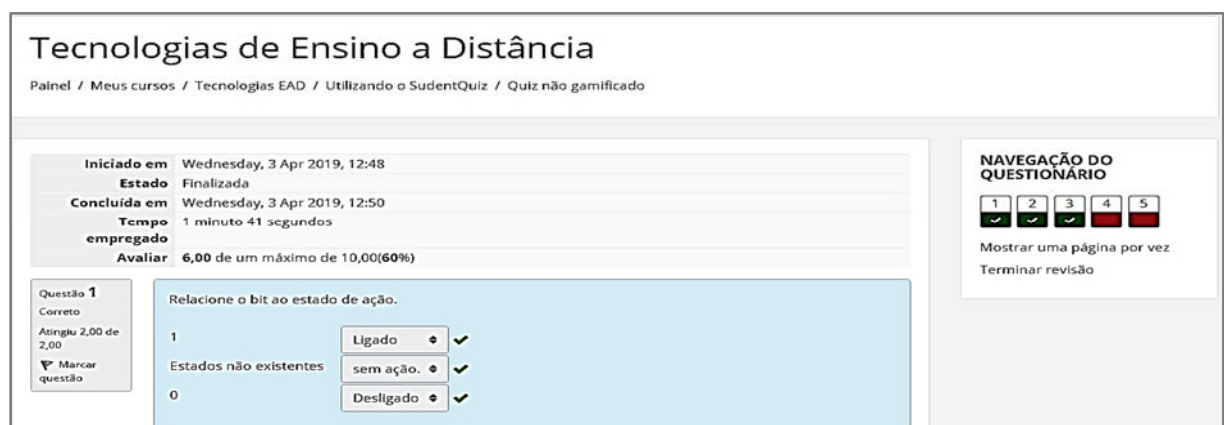 Tecnologias de Ensino a Distância
Painel / Meus cursos / Tecnologias EAD / Utilizando o SudentQuiz / Quiz não gamificado
Iniciado em Wednesday, 3 Apr 2019, 12:48
Estado Finalizada
Concluída em Wednesday, 3 Apr 2019, 12:50
Tempo empregado 1 minuto 41 segundos
Avaliar 6,00 de um máximo de 10,00(60%)
Questão 1
Correto
Atingiu 2,00 de
2,00
Marcar
questão
Relacione o bit ao estado de ação.
1 Ligado
Estados não existentes sem ação.
0 Desligado
NAVEGAÇÃO DO
QUESTIONÁRIO
1 2 3 4 5
Mostrar uma página por vez
Terminar revisão